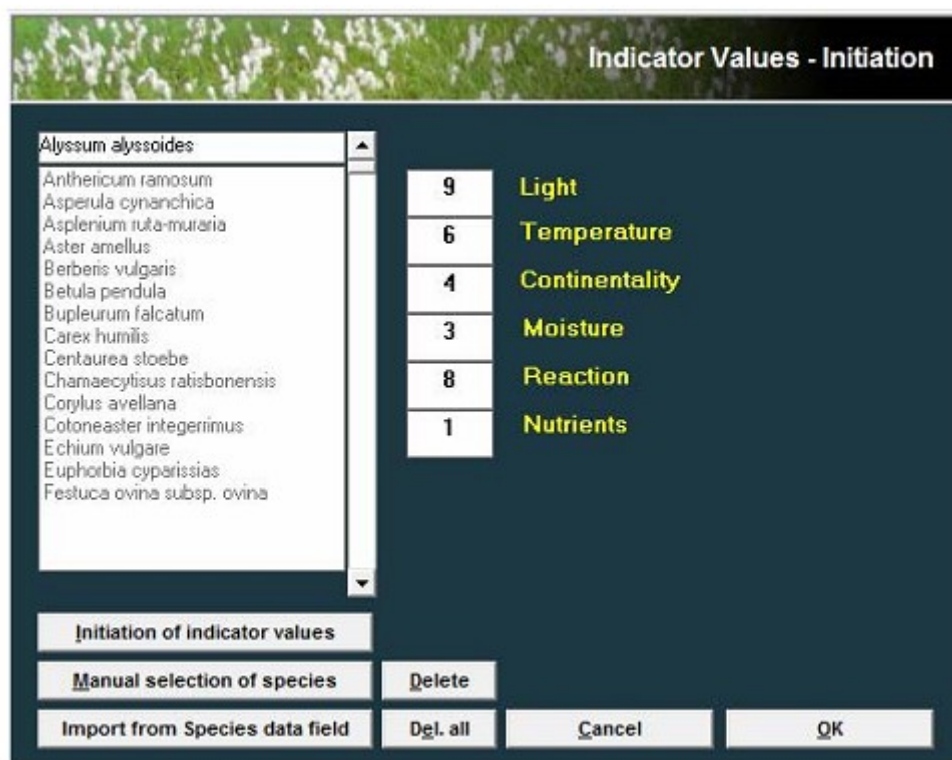 Indicator Values - Initiation
Alyssum alyssoides
Anthericum ramosum
Asperula cynanchica
Asplenium ruta-muraria
Aster amellus
Berberis vulgaris
Betula pendula
Bupleurum falcatum
Carex humilis
Centaurea stoebe
Chamaecytisus ratisbonensis
Corylus avellana
Cotoneaster integerrimus
Echium vulgare
Euphorbia cyparissias
Festuca ovina subsp. ovina
9 Light
6 Temperature
4 Continentality
3 Moisture
8 Reaction
1 Nutrients
Initiation of indicator values
Manual selection of species Delete
Import from Species data field Del. all Cancel OK